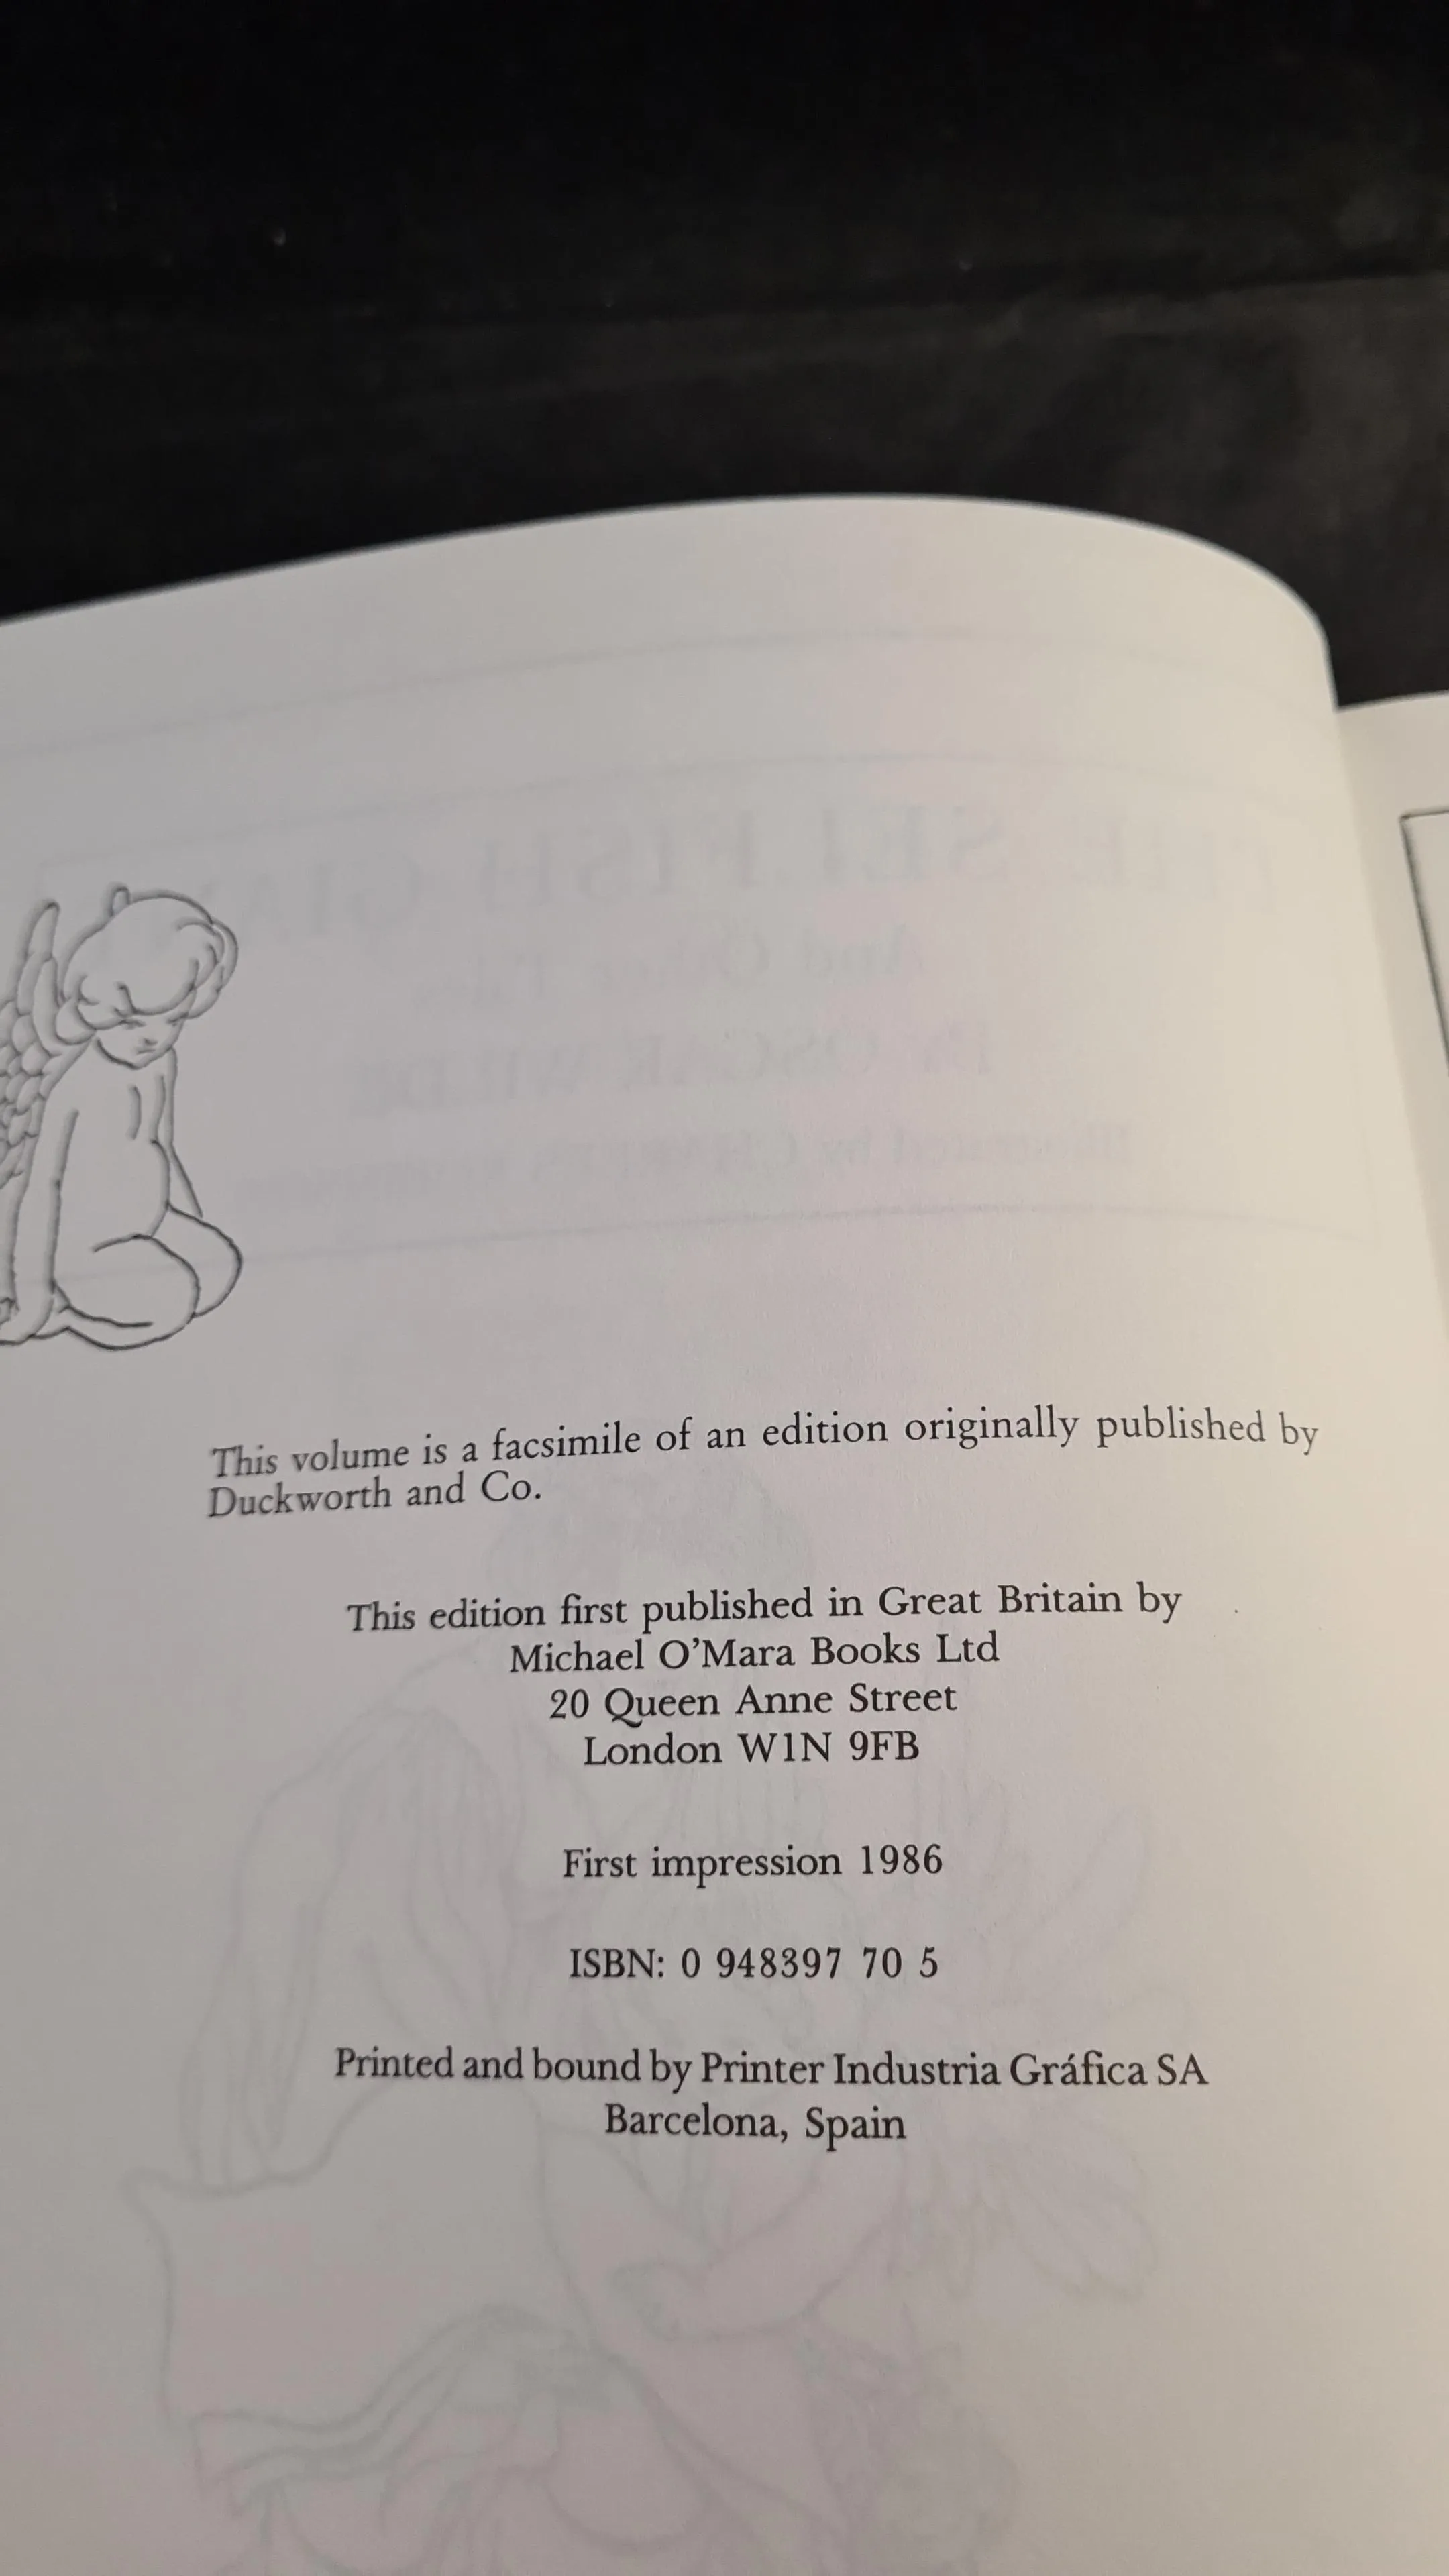 This volume is a facsimile of an edition originally published by
Duckworth and Co.
This edition first published in Great Britain by
Michael O'Mara Books Ltd
20 Queen Anne Street
London W1N 9FB
First impression 1986
ISBN: 0 948397 70 5
Printed and bound by Printer Industria Gráfica SA
Barcelona, Spain